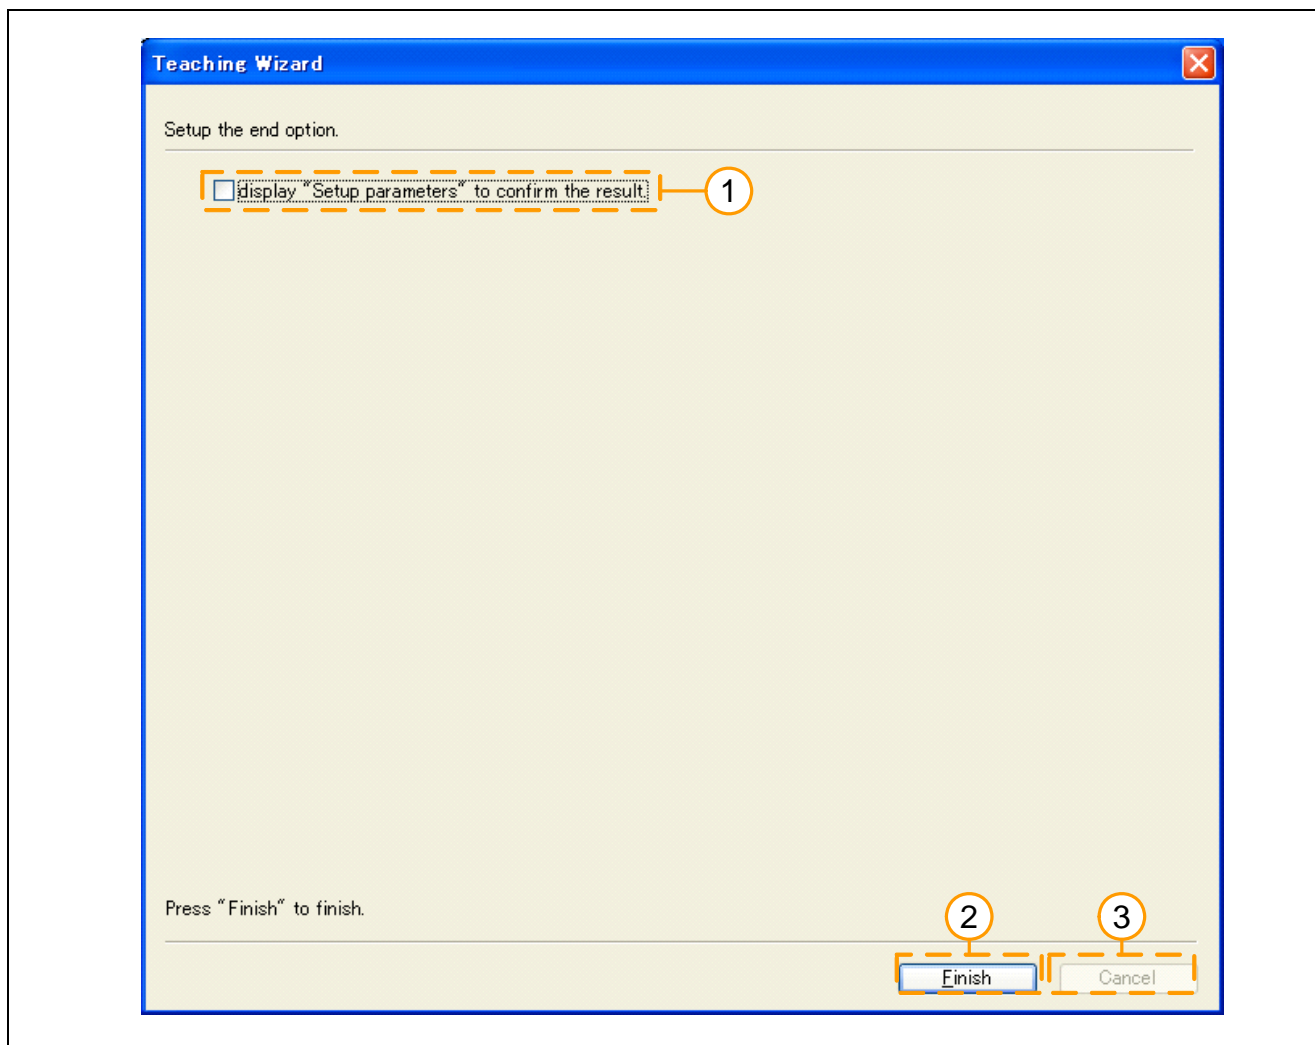 Teaching Wizard
Setup the end option.
display "Setup parameters" to confirm the result.
1
Press "Finish" to finish.
2
3
Finish
Cancel